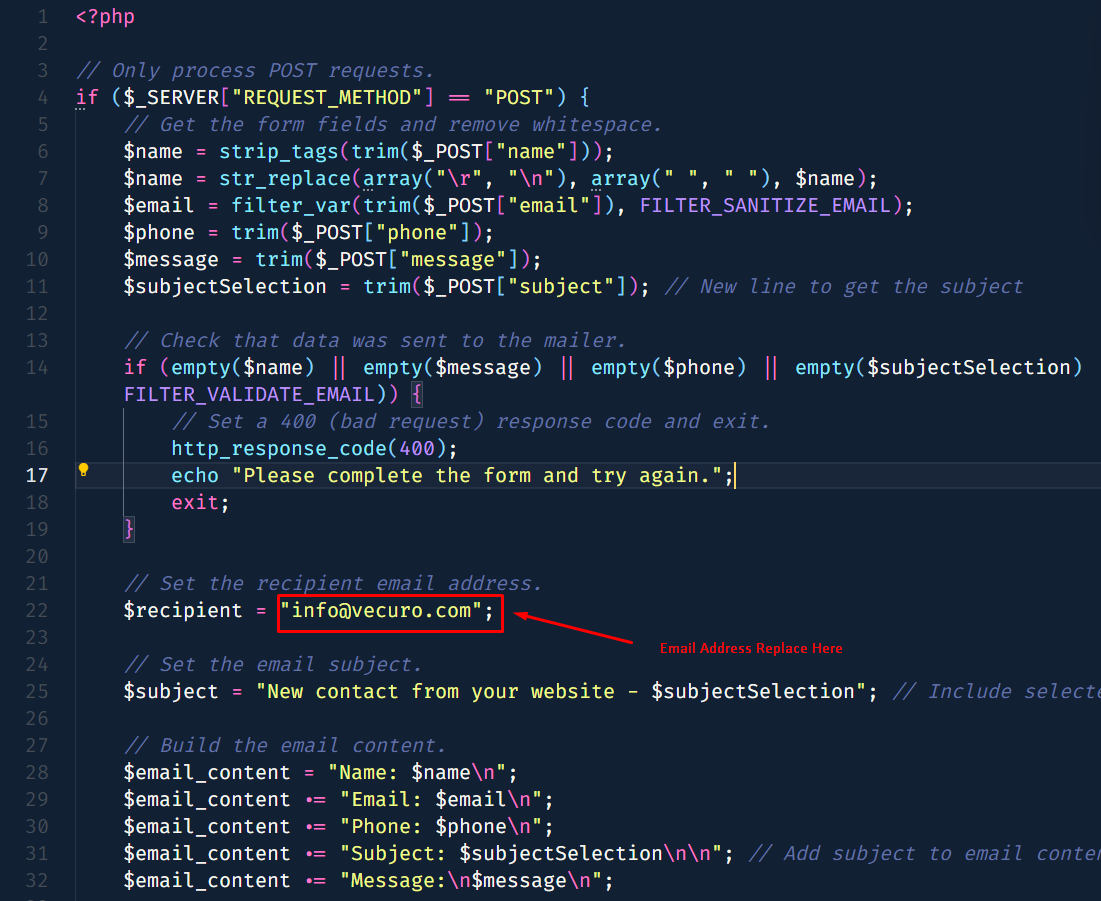 1 <?php
2
3 // Only process POST requests.
4 if ($_SERVER["REQUEST_METHOD"] == "POST") {
5 // Get the form fields and remove whitespace.
6 $name = strip_tags(trim($_POST["name"]));
7 $name = str_replace(array("\r", "\n"), array(" ", " "), $name);
8 $email = filter_var(trim($_POST["email"]), FILTER_SANITIZE_EMAIL);
9 $phone = trim($_POST["phone"]);
10 $message = trim($_POST["message"]);
11 $subjectSelection = trim($_POST["subject"]); // New line to get the subject
12
13 // Check that data was sent to the mailer.
14 if (empty($name) || empty($message) || empty($phone) || empty($subjectSelection)
FILTER_VALIDATE_EMAIL)) {
15 // Set a 400 (bad request) response code and exit.
16 http_response_code(400);
17 echo "Please complete the form and try again.";
18 exit;
19 }
20
21 // Set the recipient email address.
22 $recipient = "info@vecuro.com";
23
Email Address Replace Here
24 // Set the email subject.
25 $subject = "New contact from your website - $subjectSelection"; // Include selecte
26
27 // Build the email content.
28 $email_content = "Name: $name\n";
29 $email_content .= "Email: $email\n";
30 $email_content .= "Phone: $phone\n";
31 $email_content .= "Subject: $subjectSelection\n\n"; // Add subject to email conten
32 $email_content .= "Message:\n$message\n";